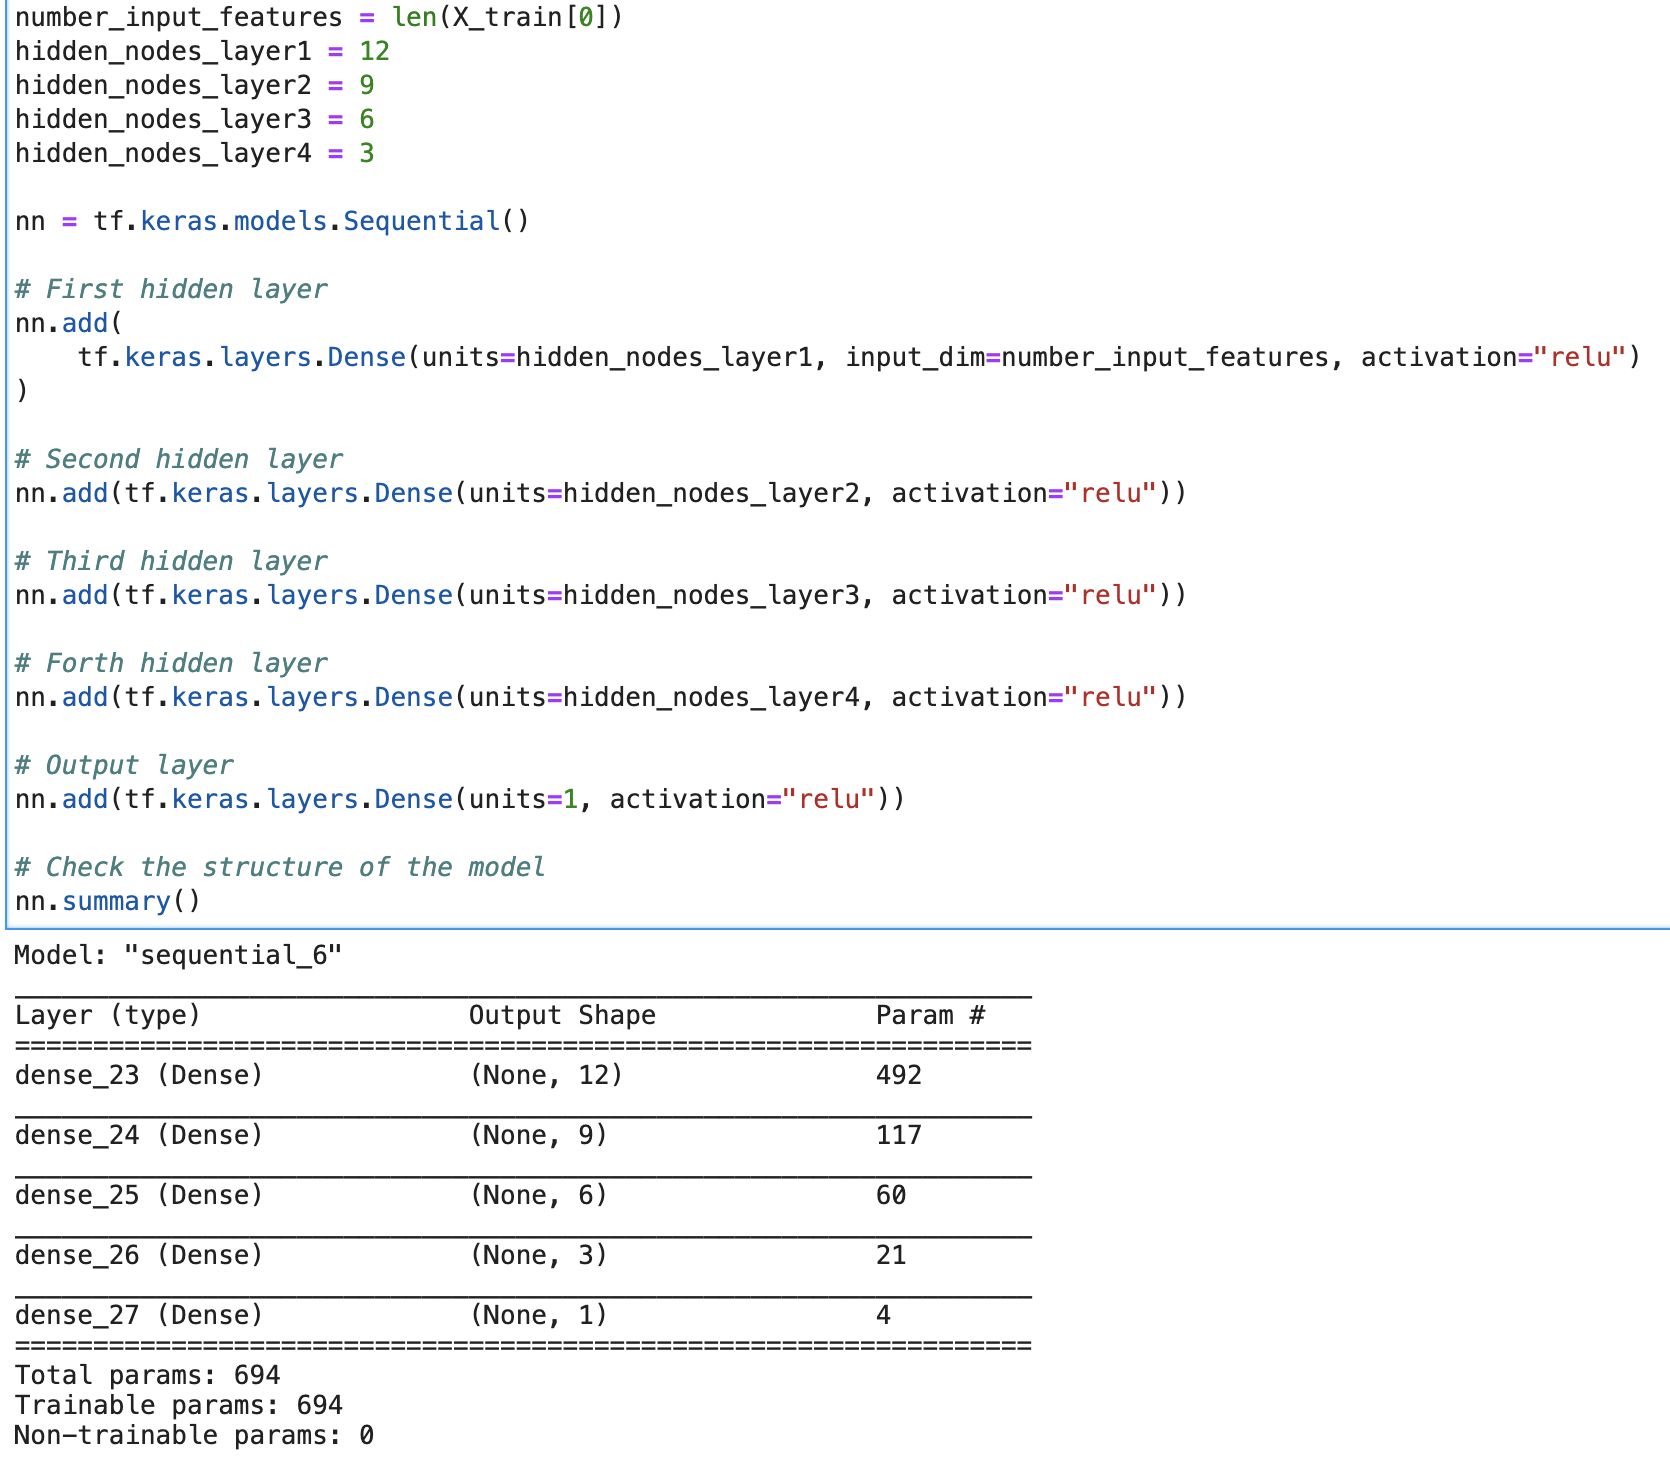 number_input_features = len(X_train[0])
hidden_nodes_layer1 = 12
hidden_nodes_layer2 = 9
hidden_nodes_layer3 = 6
hidden_nodes_layer4 = 3
nn = tf.keras.models.Sequential()
# First hidden layer
nn.add(
    tf.keras.layers.Dense(units=hidden_nodes_layer1, input_dim=number_input_features, activation="relu")
)
# Second hidden layer
nn.add(tf.keras.layers.Dense(units=hidden_nodes_layer2, activation="relu"))
# Third hidden layer
nn.add(tf.keras.layers.Dense(units=hidden_nodes_layer3, activation="relu"))
# Forth hidden layer
nn.add(tf.keras.layers.Dense(units=hidden_nodes_layer4, activation="relu"))
# Output layer
nn.add(tf.keras.layers.Dense(units=1, activation="relu"))
# Check the structure of the model
nn.summary()
Model: "sequential_6"
_________________________________________________________________
Layer (type)                 Output Shape              Param #
=================================================================
dense_23 (Dense)             (None, 12)                492
_________________________________________________________________
dense_24 (Dense)             (None, 9)                 117
_________________________________________________________________
dense_25 (Dense)             (None, 6)                 60
_________________________________________________________________
dense_26 (Dense)             (None, 3)                 21
_________________________________________________________________
dense_27 (Dense)             (None, 1)                 4
=================================================================
Total params: 694
Trainable params: 694
Non-trainable params: 0